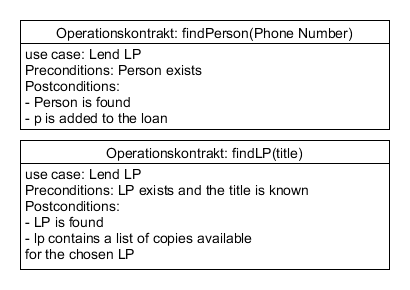 Operationskontrakt: findPerson(Phone Number)
use case: Lend LP
Preconditions: Person exists
Postconditions:
- Person is found
- p is added to the loan
Operationskontrakt: findLP(title)
use case: Lend LP
Preconditions: LP exists and the title is known
Postconditions:
- LP is found
- lp contains a list of copies available
for the chosen LP